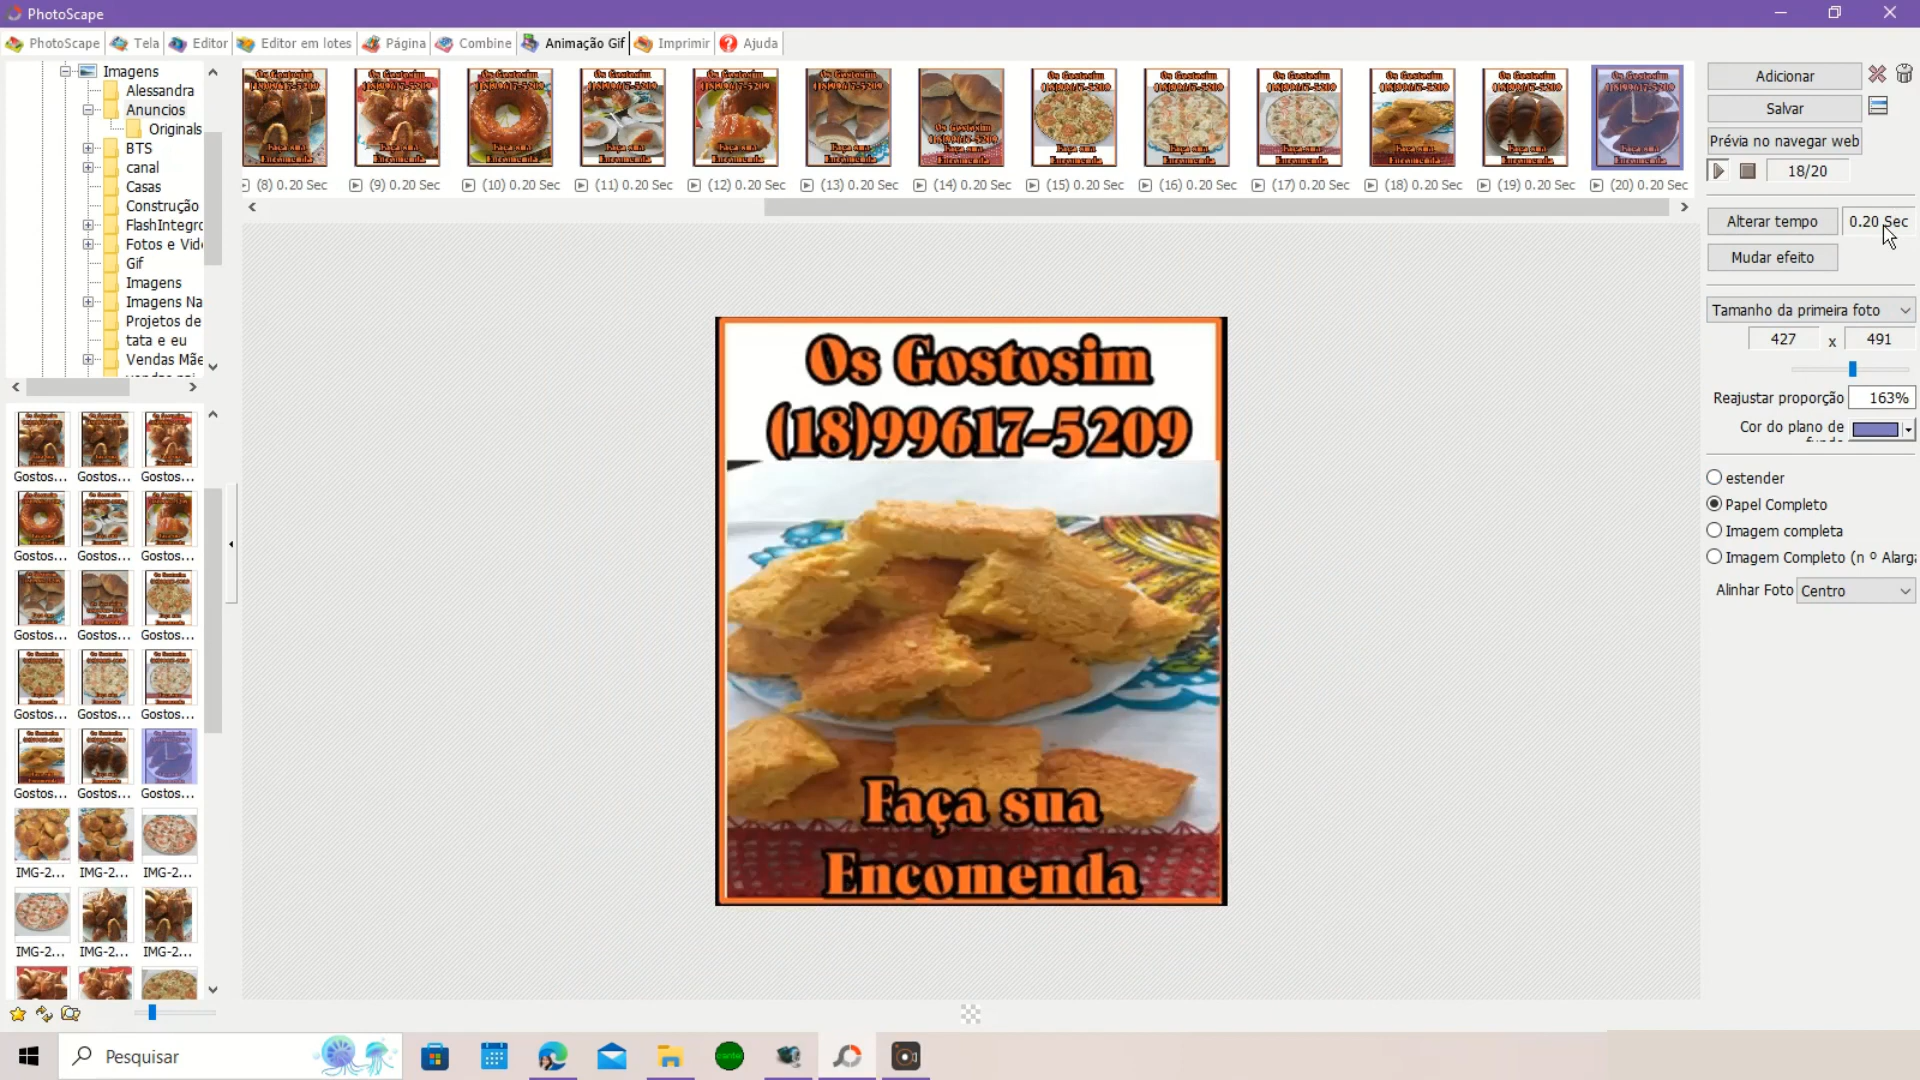 PhotoScape
PhotoScape Tela Editor Editor em lotes Página Combine Animação Gif Imprimir Ajuda
Imagens
Alessandra
Anuncios
Originals
BTS
canal
Casas
Construção
FlashIntegro
Fotos e Vide
Gif
Imagens
Imagens Na
Projetos de
tata e eu
Vendas Mãe
(8) 0.20 Sec (9) 0.20 Sec (10) 0.20 Sec (11) 0.20 Sec (12) 0.20 Sec (13) 0.20 Sec (14) 0.20 Sec (15) 0.20 Sec (16) 0.20 Sec (17) 0.20 Sec (18) 0.20 Sec (19) 0.20 Sec (20) 0.20 Sec
Gostos... Gostos... Gostos...
Gostos... Gostos... Gostos...
Gostos... Gostos... Gostos...
Gostos... Gostos... Gostos...
Gostos... Gostos... Gostos...
IMG-2... IMG-2... IMG-2...
IMG-2... IMG-2... IMG-2...
Os Gostosim
(18)99617-5209
Faça sua
Encomenda
Adicionar
Salvar
Prévia no navegar web
18/20
Alterar tempo 0.20 Sec
Mudar efeito
Tamanho da primeira foto
427 x 491
Reajustar proporção 163%
Cor do plano de
estender
Papel Completo
Imagem completa
Imagem Completo (n º Alarga
Alinhar Foto Centro
Pesquisar